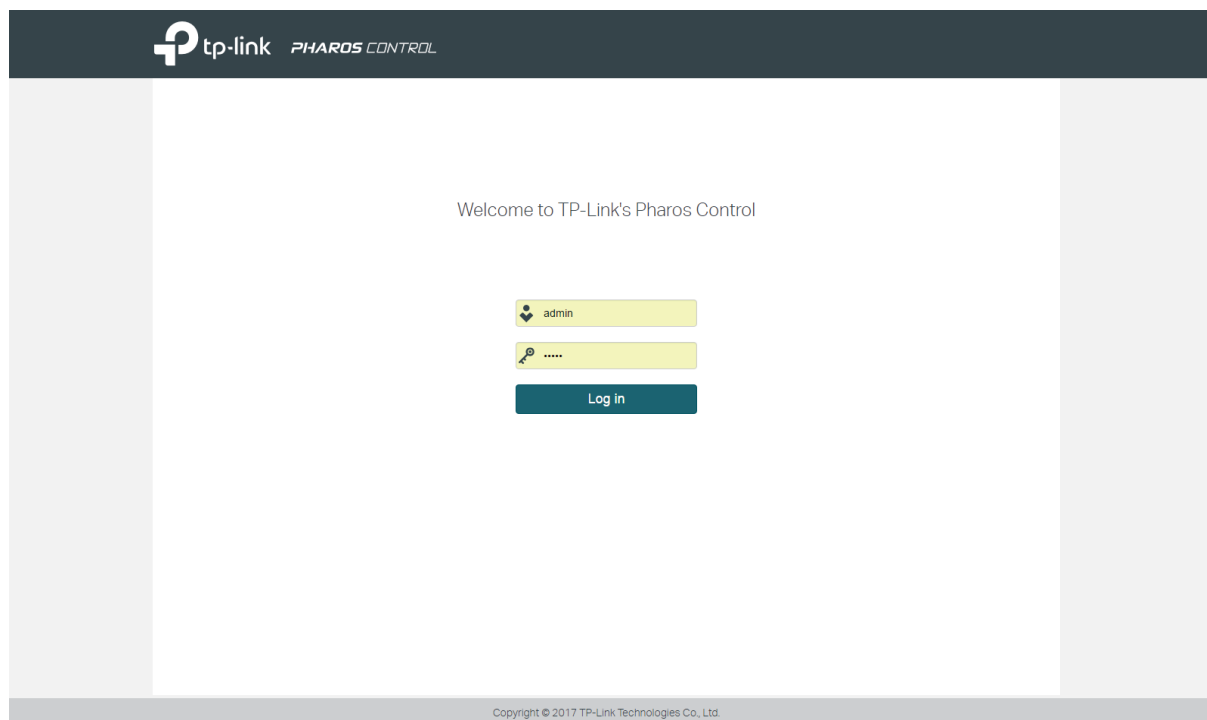 tp-link PHAROS CONTROL
Welcome to TP-Link's Pharos Control
admin
•••••
Log in
Copyright © 2017 TP-Link Technologies Co., Ltd.